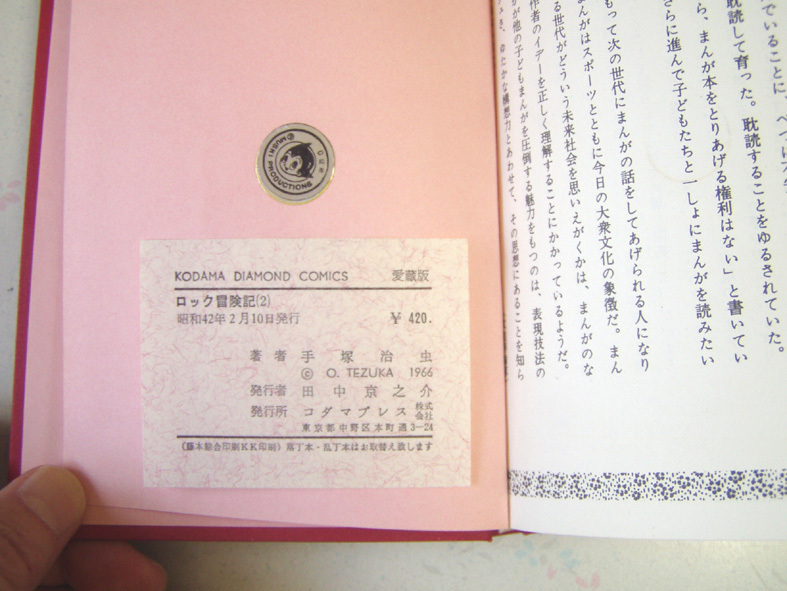 でいることに、べつに
耽読して育った。耽読することをゆるされていた。
ら、まんが本をとりあげる権利はない」と書いてい
さらに進んで子どもたちと一しょにまんがを読みたい
もって次の世代にまんがの話をしてあげられる人になり
まんがはスポーツとともに今日の大衆文化の象徴だ。まん
る世代がどういう未来社会を思いえがくかは、まんがのな
作者のイデーを正しく理解することにかかっているようだ。
が他の子どもまんがを圧倒する魅力をもつのは、表現技法の
ゆたかな構想力とあわせて、その思想にあることを知ら
© MUSHI PRODUCTIONS
KODAMA DIAMOND COMICS 愛蔵版
ロック冒険記(2)
昭和42年2月10日発行 ¥ 420.
著者 手塚治虫
© O. TEZUKA 1966
発行者 田中京之介
発行所 コダマプレス 株式会社
東京都中野区本町通3—24
(藤本綜合印刷KK印刷) 落丁本・乱丁本はお取替え致します